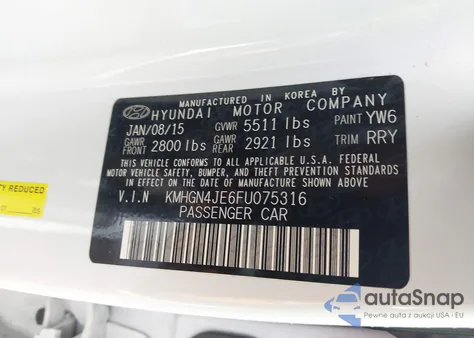 MANUFACTURED IN KOREA BY
HYUNDAI MOTOR COMPANY
JAN/08/15 GVWR 5511 lbs PAINT YW6
GAWR FRONT 2800 lbs GAWR REAR 2921 lbs TRIM RRY
THIS VEHICLE CONFORMS TO ALL APPLICABLE U.S.A. FEDERAL
MOTOR VEHICLE SAFETY, BUMPER, AND THEFT PREVENTION
STANDARDS IN EFFECT ON THE DATE OF MANUFACTURE SHOWN ABOVE.
V.I.N KMHGN4JE6FU075316
PASSENGER CAR
TY REDUCED
autoSnap
Pewne auta z aukcji USA i EU